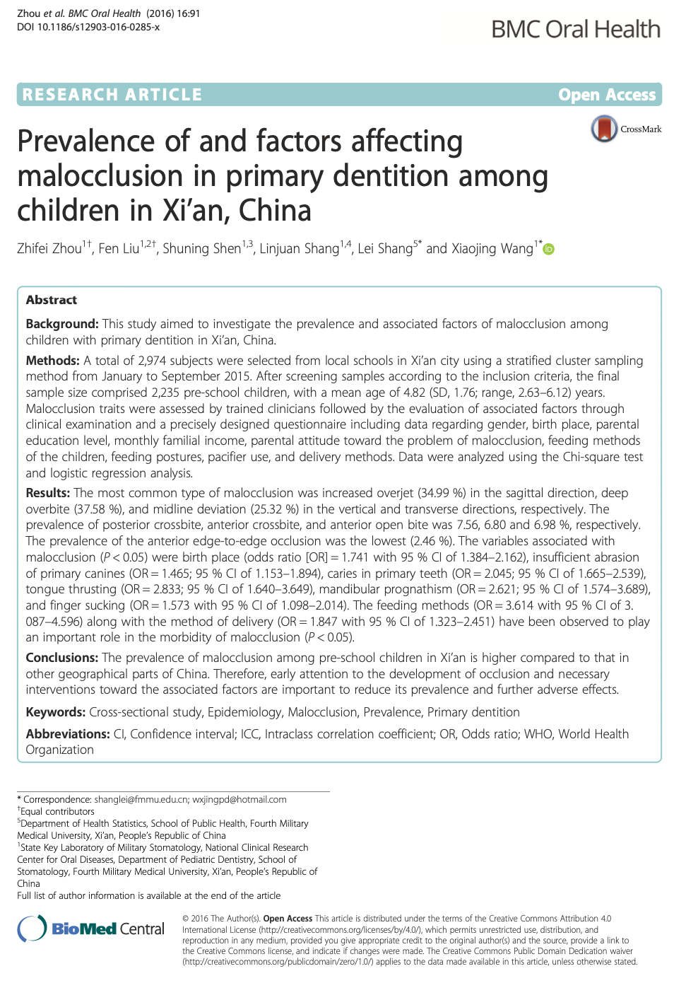 Zhou et al. BMC Oral Health (2016) 16:91
DOI 10.1186/s12903-016-0285-x
BMC Oral Health
RESEARCH ARTICLE
Open Access
CrossMark
Prevalence of and factors affecting
malocclusion in primary dentition among
children in Xi’an, China
Zhifei Zhou1†, Fen Liu1,2†, Shuning Shen1,3, Linjuan Shang1,4, Lei Shang5* and Xiaojing Wang1*
iD
Abstract
Background: This study aimed to investigate the prevalence and associated factors of malocclusion among
children with primary dentition in Xi’an, China.
Methods: A total of 2,974 subjects were selected from local schools in Xi’an city using a stratified cluster sampling
method from January to September 2015. After screening samples according to the inclusion criteria, the final
sample size comprised 2,235 pre-school children, with a mean age of 4.82 (SD, 1.76; range, 2.63–6.12) years.
Malocclusion traits were assessed by trained clinicians followed by the evaluation of associated factors through
clinical examination and a precisely designed questionnaire including data regarding gender, birth place, parental
education level, monthly familial income, parental attitude toward the problem of malocclusion, feeding methods
of the children, feeding postures, pacifier use, and delivery methods. Data were analyzed using the Chi-square test
and logistic regression analysis.
Results: The most common type of malocclusion was increased overjet (34.99 %) in the sagittal direction, deep
overbite (37.58 %), and midline deviation (25.32 %) in the vertical and transverse directions, respectively. The
prevalence of posterior crossbite, anterior crossbite, and anterior open bite was 7.56, 6.80 and 6.98 %, respectively.
The prevalence of the anterior edge-to-edge occlusion was the lowest (2.46 %). The variables associated with
malocclusion (P < 0.05) were birth place (odds ratio [OR] = 1.741 with 95 % CI of 1.384–2.162), insufficient abrasion
of primary canines (OR = 1.465; 95 % CI of 1.153–1.894), caries in primary teeth (OR = 2.045; 95 % CI of 1.665–2.539),
tongue thrusting (OR = 2.833; 95 % CI of 1.640–3.649), mandibular prognathism (OR = 2.621; 95 % CI of 1.574–3.689),
and finger sucking (OR = 1.573 with 95 % CI of 1.098–2.014). The feeding methods (OR = 3.614 with 95 % CI of 3.
087–4.596) along with the method of delivery (OR = 1.847 with 95 % CI of 1.323–2.451) have been observed to play
an important role in the morbidity of malocclusion (P < 0.05).
Conclusions: The prevalence of malocclusion among pre-school children in Xi’an is higher compared to that in
other geographical parts of China. Therefore, early attention to the development of occlusion and necessary
interventions toward the associated factors are important to reduce its prevalence and further adverse effects.
Keywords: Cross-sectional study, Epidemiology, Malocclusion, Prevalence, Primary dentition
Abbreviations: CI, Confidence interval; ICC, Intraclass correlation coefficient; OR, Odds ratio; WHO, World Health
Organization
* Correspondence: shanglei@fmmu.edu.cn; wxjingpd@hotmail.com
†Equal contributors
5Department of Health Statistics, School of Public Health, Fourth Military
Medical University, Xi’an, People’s Republic of China
1State Key Laboratory of Military Stomatology, National Clinical Research
Center for Oral Diseases, Department of Pediatric Dentistry, School of
Stomatology, Fourth Military Medical University, Xi’an, People’s Republic of
China
Full list of author information is available at the end of the article
BioMed Central
© 2016 The Author(s). Open Access This article is distributed under the terms of the Creative Commons Attribution 4.0
International License (http://creativecommons.org/licenses/by/4.0/), which permits unrestricted use, distribution, and
reproduction in any medium, provided you give appropriate credit to the original author(s) and the source, provide a link to
the Creative Commons license, and indicate if changes were made. The Creative Commons Public Domain Dedication waiver
(http://creativecommons.org/publicdomain/zero/1.0/) applies to the data made available in this article, unless otherwise stated.